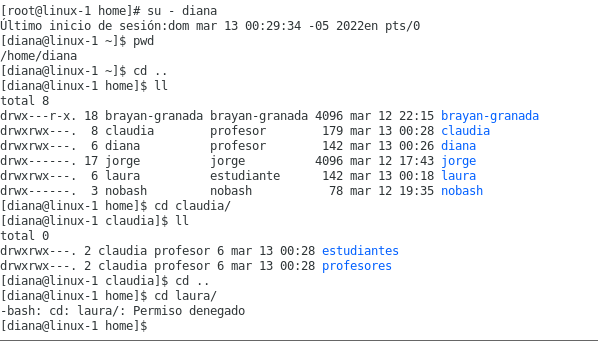 [root@linux-1 home]# su - diana
Último inicio de sesión:dom mar 13 00:29:34 -05 2022en pts/0
[diana@linux-1 ~]$ pwd
/home/diana
[diana@linux-1 ~]$ cd ..
[diana@linux-1 home]$ ll
total 8
drwx---r-x. 18 brayan-granada brayan-granada 4096 mar 12 22:15 brayan-granada
drwxrwx---.  8 claudia        profesor        179 mar 13 00:28 claudia
drwxrwx---.  6 diana          profesor        142 mar 13 00:26 diana
drwx------. 17 jorge          jorge          4096 mar 12 17:43 jorge
drwxrwx---.  6 laura          estudiante      142 mar 13 00:18 laura
drwx------.  3 nobash         nobash           78 mar 12 19:35 nobash
[diana@linux-1 home]$ cd claudia/
[diana@linux-1 claudia]$ ll
total 0
drwxrwx---. 2 claudia profesor 6 mar 13 00:28 estudiantes
drwxrwx---. 2 claudia profesor 6 mar 13 00:28 profesores
[diana@linux-1 claudia]$ cd ..
[diana@linux-1 home]$ cd laura/
-bash: cd: laura/: Permiso denegado
[diana@linux-1 home]$